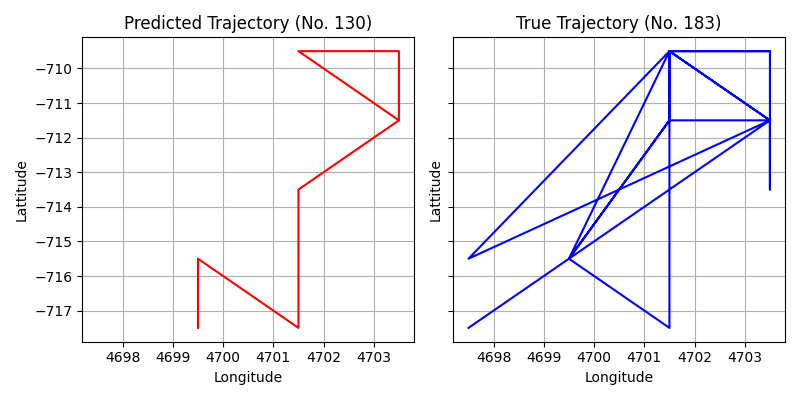 Predicted Trajectory (No. 130)
True Trajectory (No. 183)
Lattitude
−710
−711
−712
−713
−714
−715
−716
−717
4698 4699 4700 4701 4702 4703
Longitude
Lattitude
4698 4699 4700 4701 4702 4703
Longitude